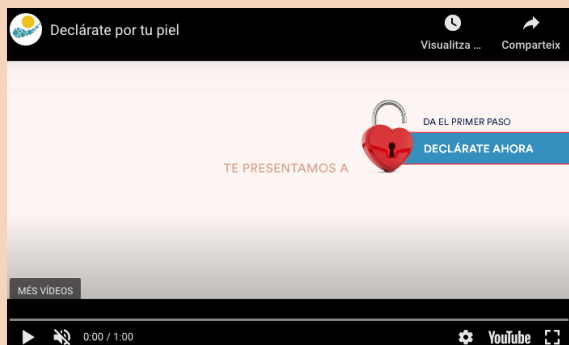 Declárate por tu piel
Visualitza ...
Comparteix
DA EL PRIMER PASO
DECLÁRATE AHORA
TE PRESENTAMOS A
MÉS VÍDEOS
0:00 / 1:00
YouTube